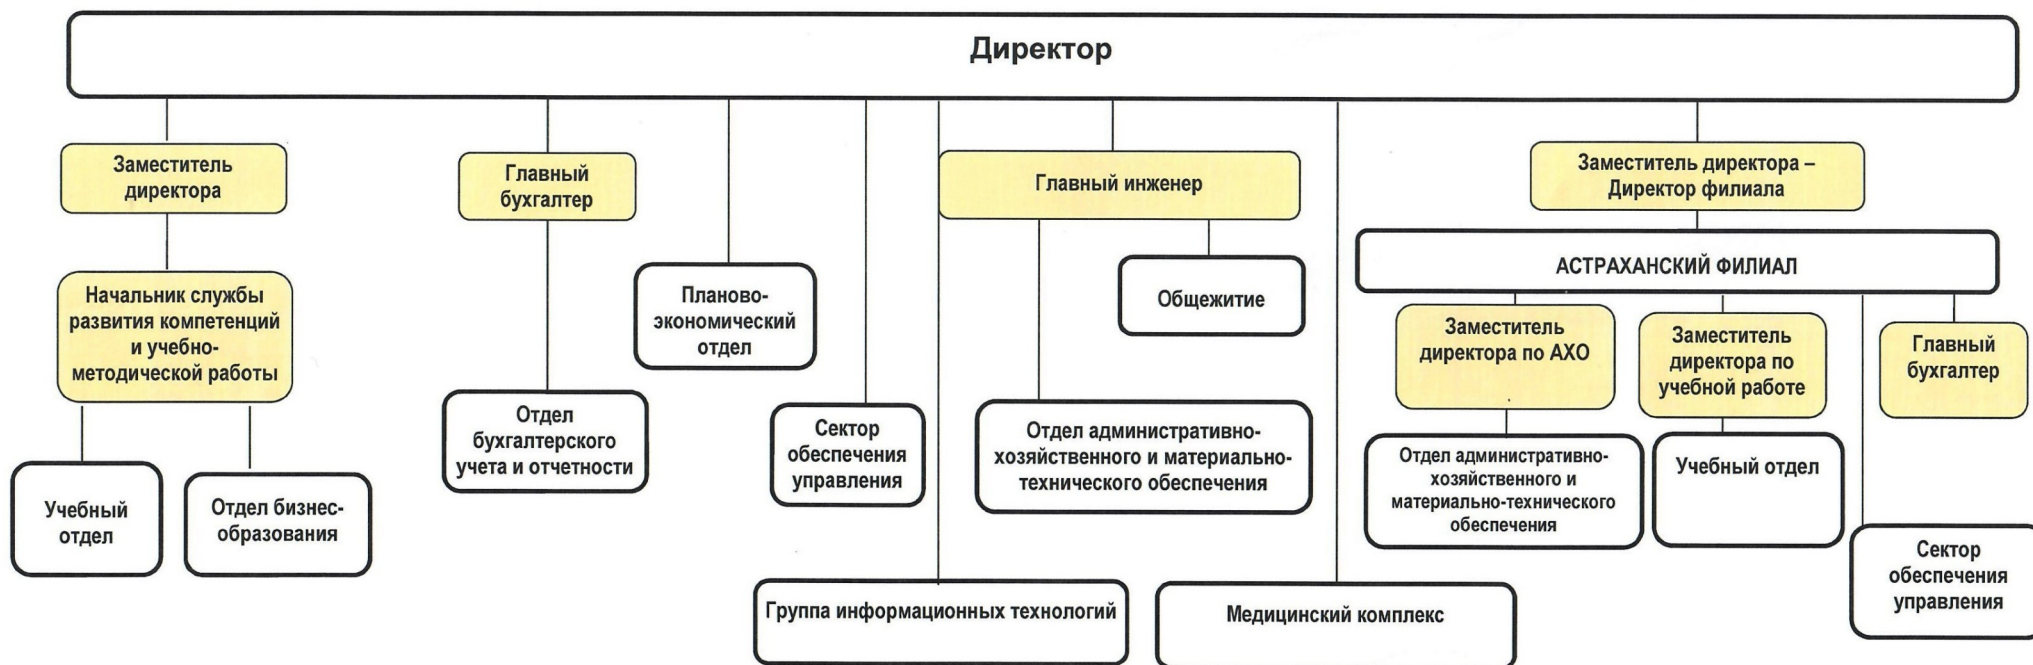 Директор
Заместитель
директора
Главный
бухгалтер
Главный инженер
Заместитель директора –
Директор филиала
АСТРАХАНСКИЙ ФИЛИАЛ
Начальник службы
развития компетенций
и учебно-
методической работы
Планово-
экономический
отдел
Общежитие
Заместитель
директора по АХО
Заместитель
директора по
учебной работе
Главный
бухгалтер
Отдел
бухгалтерского
учета и отчетности
Сектор
обеспечения
управления
Отдел административно-
хозяйственного и материально-
технического обеспечения
Отдел административно-
хозяйственного и
материально-технического
обеспечения
Учебный отдел
Учебный
отдел
Отдел бизнес-
образования
Сектор
обеспечения
управления
Группа информационных технологий
Медицинский комплекс